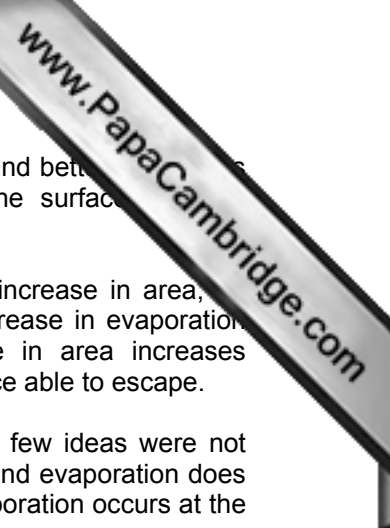 www.PapaCambridge.com
nd bett
he surfac
increase in area,
rease in evaporation
e in area increases
ce able to escape.
few ideas were not
nd evaporation does
poration occurs at the